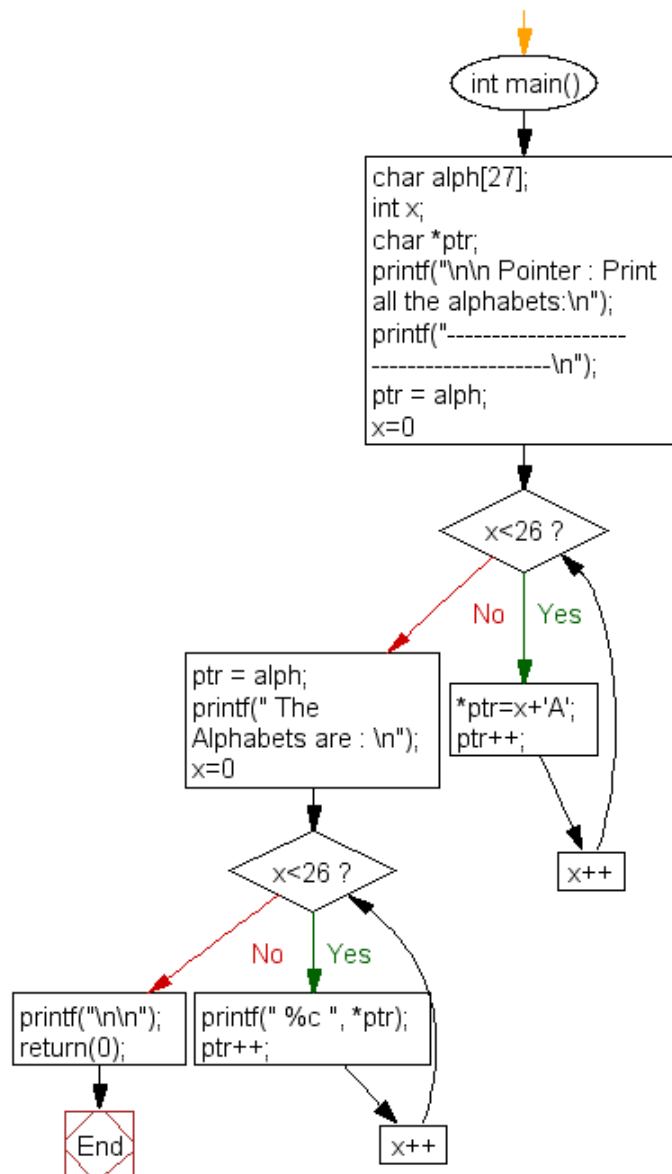 int main()
char alph[27];
int x;
char *ptr;
printf("\n\n Pointer : Print
all the alphabets:\n");
printf("---------------------
---------------------\n");
ptr = alph;
x=0
x<26 ?
No
Yes
ptr = alph;
printf(" The
Alphabets are : \n");
x=0
*ptr=x+'A';
ptr++;
x++
x<26 ?
No
Yes
printf("\n\n");
return(0);
printf(" %c ", *ptr);
ptr++;
x++
End